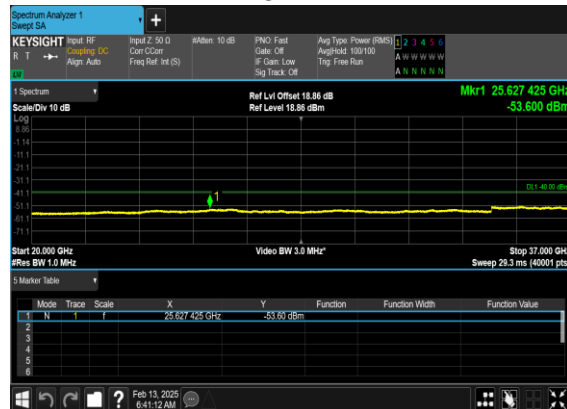 Spectrum Analyzer 1
Swept SA
+
KEYSIGHT Input: RF Input Z: 50 Ω #Atten: 10 dB PNO: Fast Avg Type: Power (RMS) 1 2 3 4 5 6
R T Coupling: DC Corr CCorr Gate: Off Avg|Hold: 100/100 A W W W W W
Align: Auto Freq Ref: Int (S) IF Gain: Low Trig: Free Run
Sig Track: Off A N N N N N
1 Spectrum Ref Lvl Offset 18.86 dB Mkr1 25.627 425 GHz
Scale/Div 10 dB Ref Level 18.86 dBm -53.600 dBm
Log
8.86
-1.14
-11.1
-21.1
-31.1
-41.1 DL1 -40.00 dBm
1
-51.1
-61.1
-71.1
Start 20.000 GHz Video BW 3.0 MHz* Stop 37.000 GHz
#Res BW 1.0 MHz Sweep 29.3 ms (40001 pts)
5 Marker Table
Mode Trace Scale X Y Function Function Width Function Value
1 N 1 f 25.627 425 GHz -53.60 dBm
2
3
4
5
6
? Feb 13, 2025
6:41:12 AM